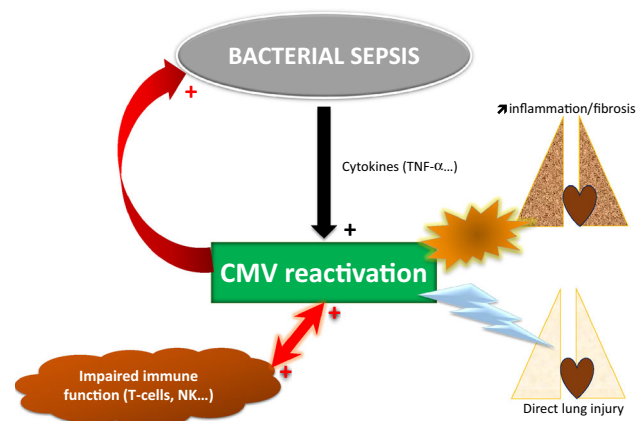 BACTERIAL SEPSIS
+
↗inflammation/fibrosis
Cytokines (TNF-α...)
+
CMV reactivation
+
+
Impaired immune
function (T-cells, NK...)
Direct lung injury